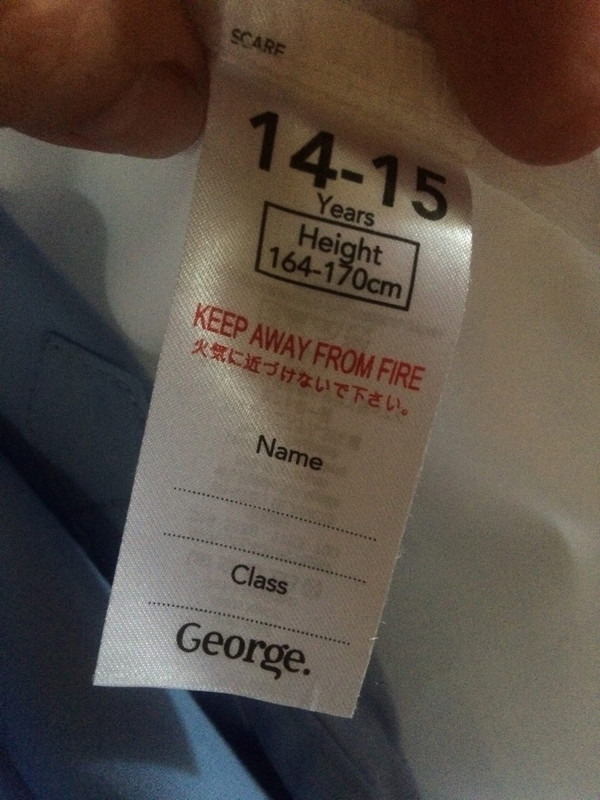 SCARF
14-15
Years
Height
164-170cm
KEEP AWAY FROM FIRE
火気に近づけないで下さい。
Name
Class
George.